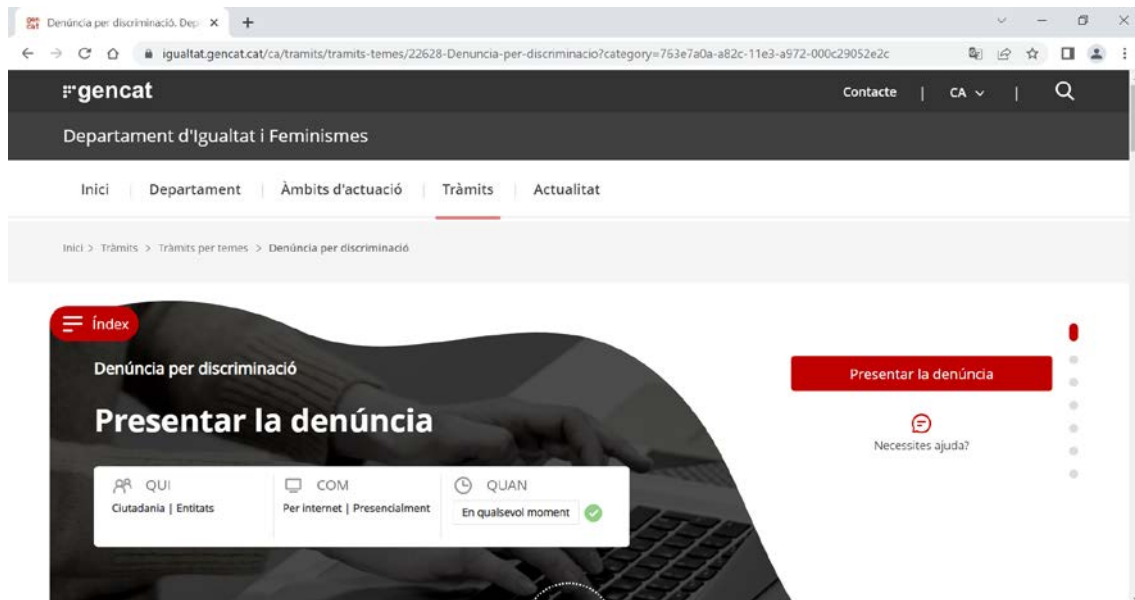 gen cat Denúncia per discriminació. Dep
igualtat.gencat.cat/ca/tramits/tramits-temes/22628-Denuncia-per-discriminacio?category=763e7a0a-a82c-11e3-a972-000c29052e2c
gencat Contacte | CA | 
Departament d'Igualtat i Feminismes
Inici | Departament | Àmbits d'actuació | Tràmits | Actualitat
Inici > Tràmits > Tràmits per temes > Denúncia per discriminació
Índex
Denúncia per discriminació
Presentar la denúncia
QUI COM QUAN
Ciutadania | Entitats Per internet | Presencialment En qualsevol moment
Presentar la denúncia
Necessites ajuda?